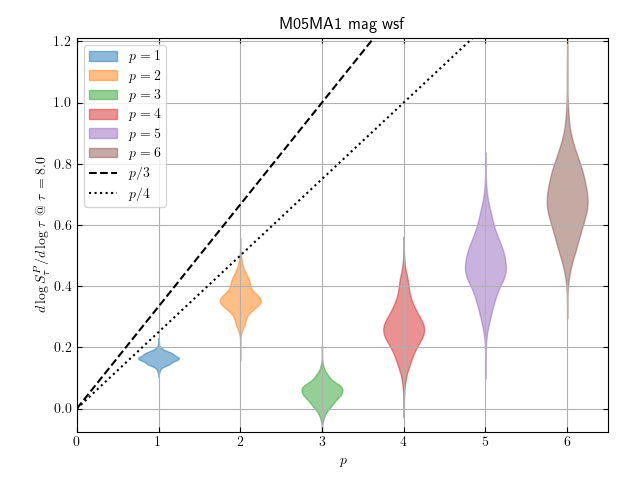 M05MA1 mag wsf
d log S_τ^P / d log τ @ τ = 8.0
1.2
1.0
0.8
0.6
0.4
0.2
0.0
p = 1
p = 2
p = 3
p = 4
p = 5
p = 6
p/3
p/4
0 1 2 3 4 5 6
p